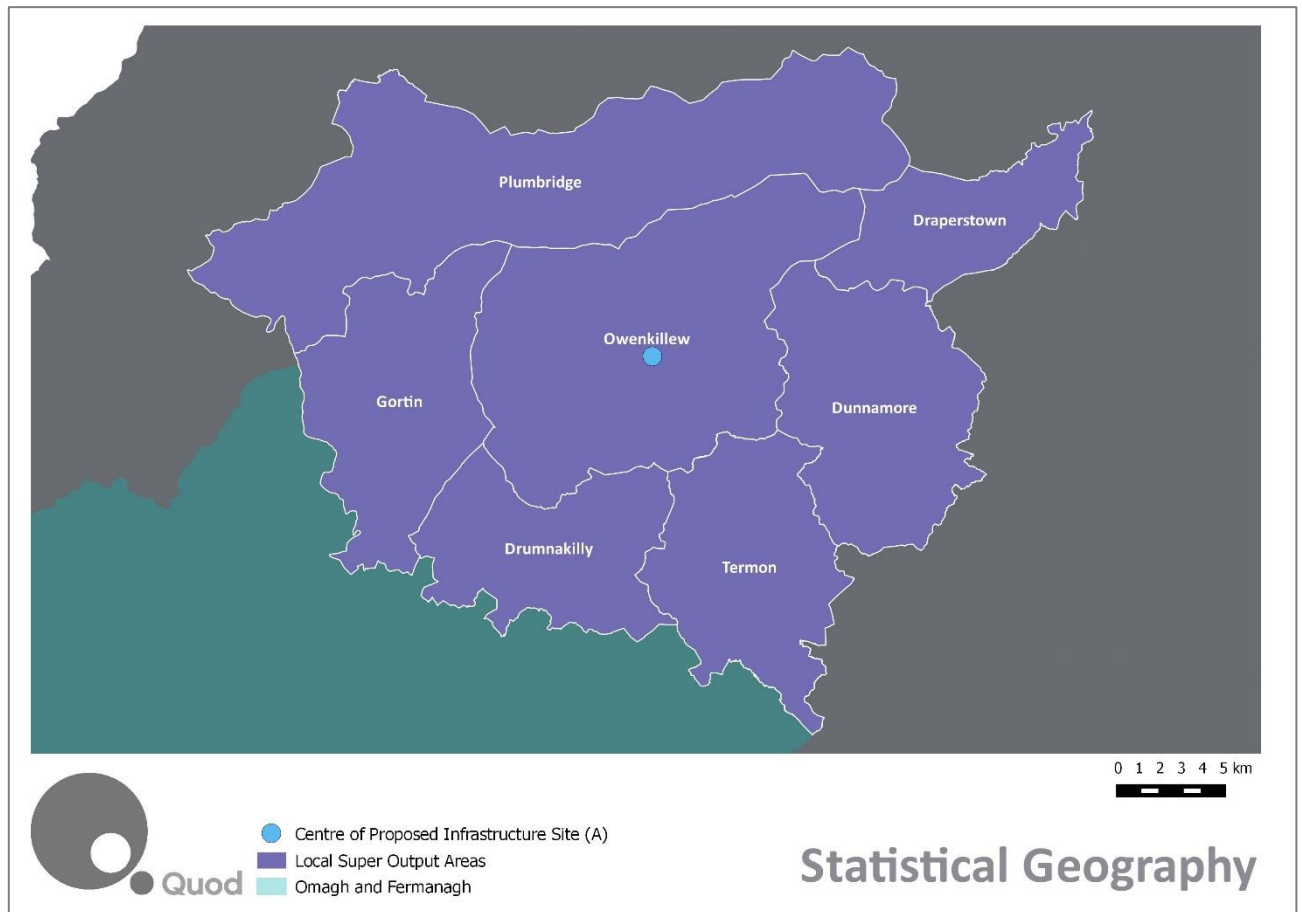 Plumbridge
Draperstown
Owenkillew
Gortin
Dunnamore
Drumnakilly
Termon
0 1 2 3 4 5 km
Centre of Proposed Infrastructure Site (A)
Local Super Output Areas
Omagh and Fermanagh
Quod
Statistical Geography